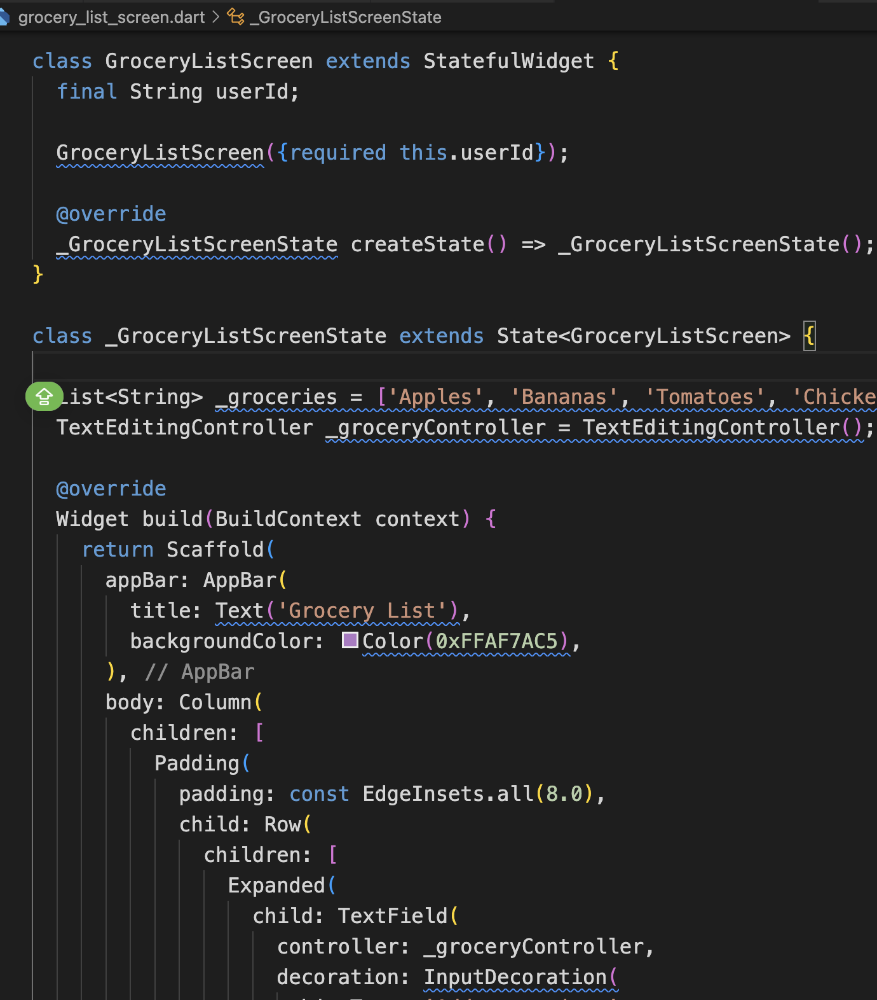 grocery_list_screen.dart > _GroceryListScreenState
class GroceryListScreen extends StatefulWidget {
final String userId;
GroceryListScreen({required this.userId});
@override
_GroceryListScreenState createState() => _GroceryListScreenState();
}
class _GroceryListScreenState extends State<GroceryListScreen> {
List<String> _groceries = ['Apples', 'Bananas', 'Tomatoes', 'Chicke
TextEditingController _groceryController = TextEditingController();
@override
Widget build(BuildContext context) {
return Scaffold(
appBar: AppBar(
title: Text('Grocery List'),
backgroundColor: Color(0xFFAF7AC5),
), // AppBar
body: Column(
children: [
Padding(
padding: const EdgeInsets.all(8.0),
child: Row(
children: [
Expanded(
child: TextField(
controller: _groceryController,
decoration: InputDecoration(